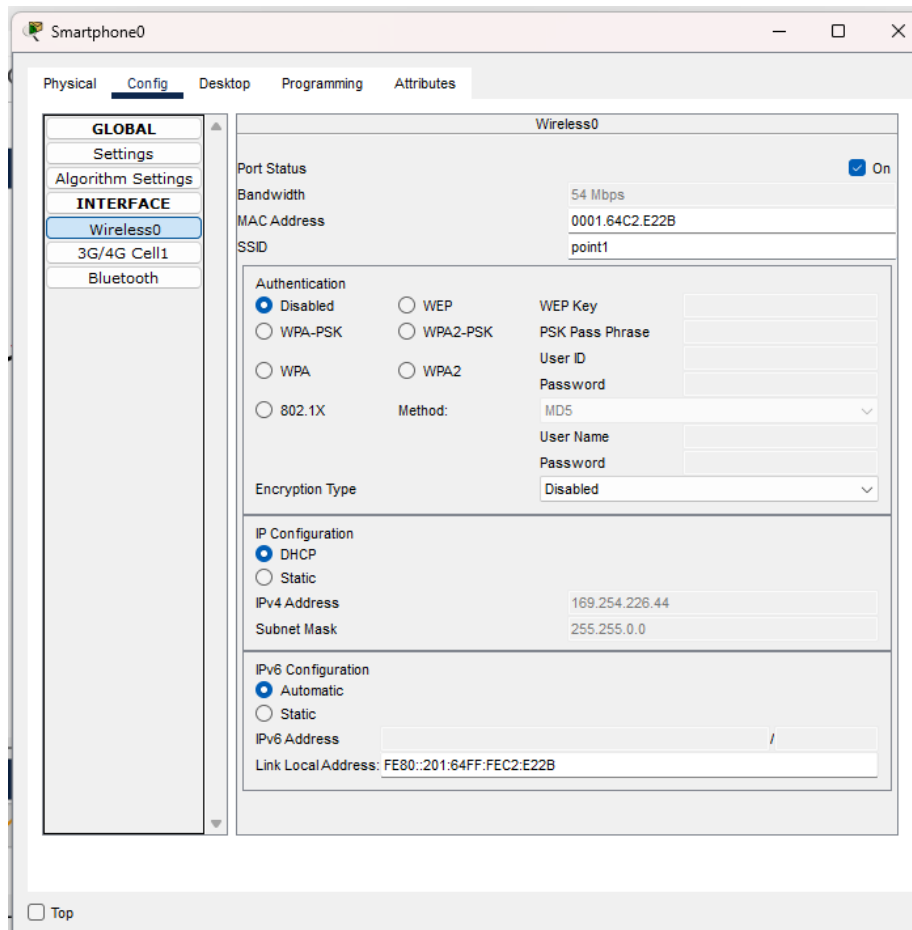 Smartphone0
Physical Config Desktop Programming Attributes
GLOBAL
Settings
Algorithm Settings
INTERFACE
Wireless0
3G/4G Cell1
Bluetooth
Wireless0
Port Status On
Bandwidth 54 Mbps
MAC Address 0001.64C2.E22B
SSID point1
Authentication
Disabled WEP WEP Key
WPA-PSK WPA2-PSK PSK Pass Phrase
User ID
WPA WPA2
Password
802.1X Method: MD5
User Name
Password
Encryption Type Disabled
IP Configuration
DHCP
Static
IPv4 Address 169.254.226.44
Subnet Mask 255.255.0.0
IPv6 Configuration
Automatic
Static
IPv6 Address /
Link Local Address: FE80::201:64FF:FEC2:E22B
Top